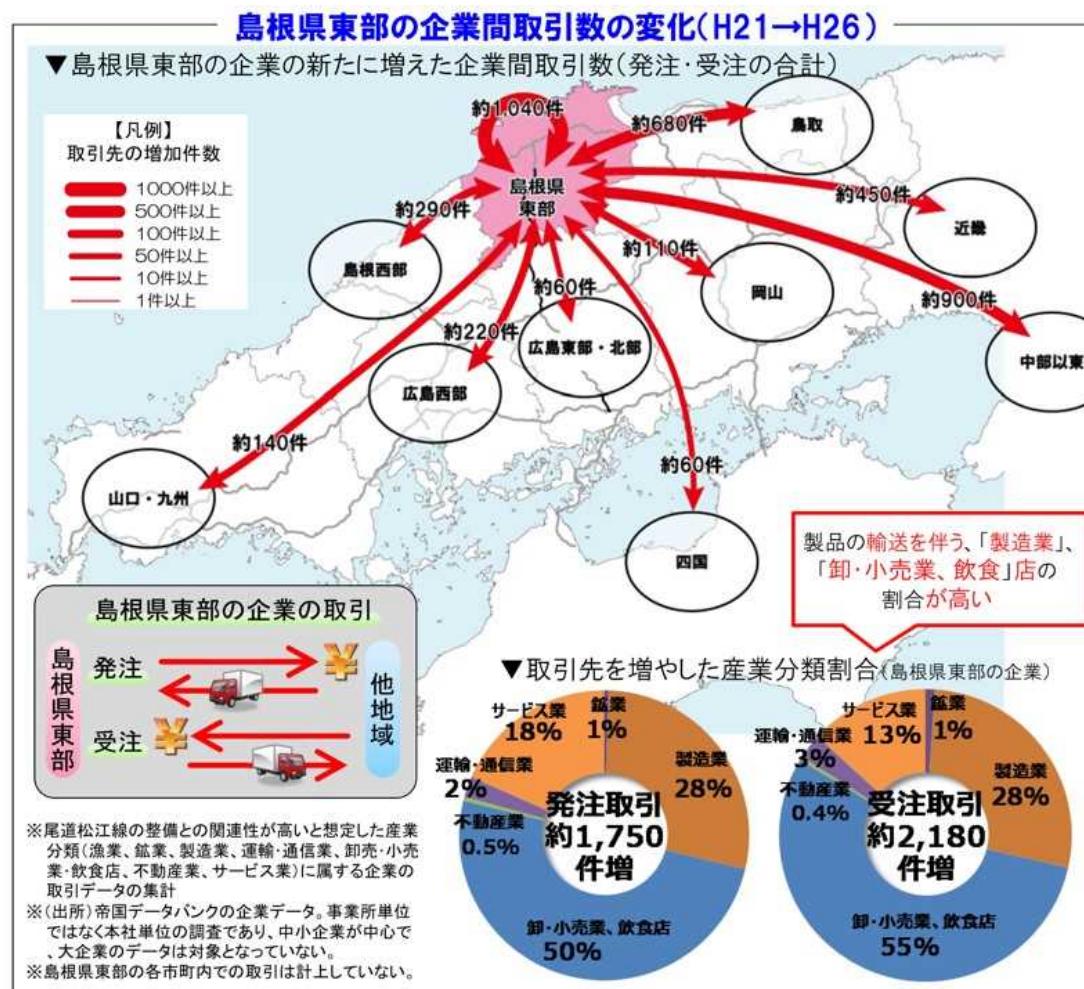 島根県東部の企業間取引数の変化(H21→H26)
▼島根県東部の企業の新たに増えた企業間取引数(発注・受注の合計)
【凡例】
取引先の増加件数
1000件以上
500件以上
100件以上
50件以上
10件以上
1件以上
約1,040件
約680件
鳥取
島根県
東部
約450件
近畿
約290件
島根西部
約110件
岡山
約60件
広島東部・北部
約900件
中部以東
約220件
広島西部
約140件
山口・九州
約60件
四国
製品の輸送を伴う、「製造業」、
「卸・小売業、飲食」店の
割合が高い
島根県東部の企業の取引
島根県東部
発注
¥
受注
¥
他地域
▼取引先を増やした産業分類割合(島根県東部の企業)
サービス業
18%
鉱業
1%
製造業
28%
運輸・通信業
2%
不動産業
0.5%
発注取引
約1,750
件増
卸・小売業、飲食店
50%
サービス業
13%
鉱業
1%
製造業
28%
運輸・通信業
3%
不動産業
0.4%
受注取引
約2,180
件増
卸・小売業、飲食店
55%
※尾道松江線の整備との関連性が高いと想定した産業
分類(漁業、鉱業、製造業、運輸・通信業、卸売・小売
業・飲食店、不動産業、サービス業)に属する企業の
取引データの集計
※(出所)帝国データバンクの企業データ。事業所単位
ではなく本社単位の調査であり、中小企業が中心で、
大企業のデータは対象となっていない。
※島根県東部の各市町内での取引は計上していない。